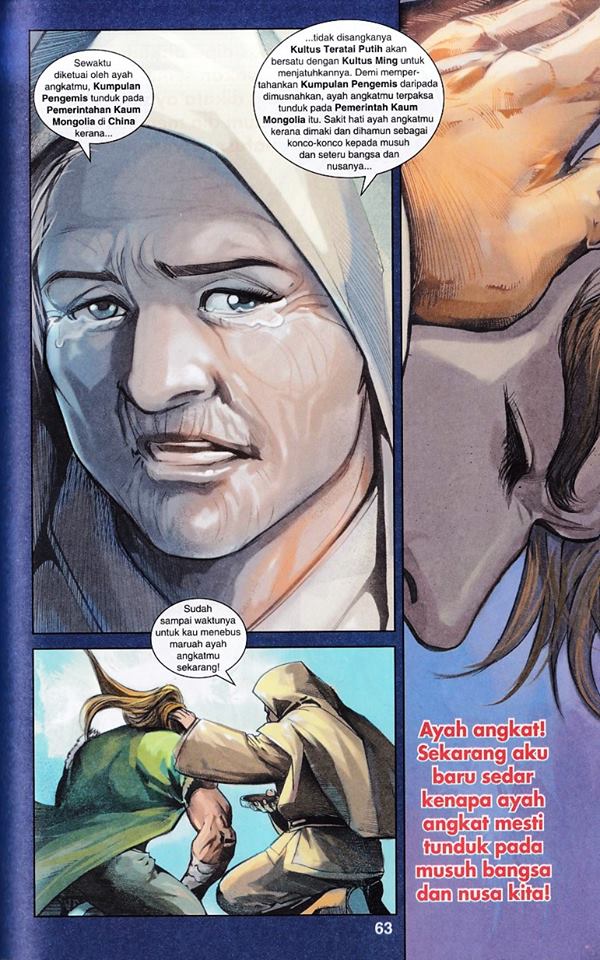 Sewaktu
diketuai oleh ayah
angkatmu, Kumpulan
Pengemis tunduk pada
Pemerintahan Kaum
Mongolia di China
kerana...
...tidak disangkanya
Kultus Teratai Putih akan
bersatu dengan Kultus Ming untuk
menjatuhkannya. Demi memper-
tahankan Kumpulan Pengemis daripada
dimusnahkan, ayah angkatmu terpaksa
tunduk pada Pemerintah Kaum
Mongolia itu. Sakit hati ayah angkatmu
kerana dimaki dan dihamun sebagai
konco-konco kepada musuh
dan seteru bangsa dan
nusanya...
Sudah
sampai waktunya
untuk kau menebus
maruah ayah
angkatmu
sekarang!
Ayah angkat!
Sekarang aku
baru sedar
kenapa ayah
angkat mesti
tunduk pada
musuh bangsa
dan nusa kita!
63